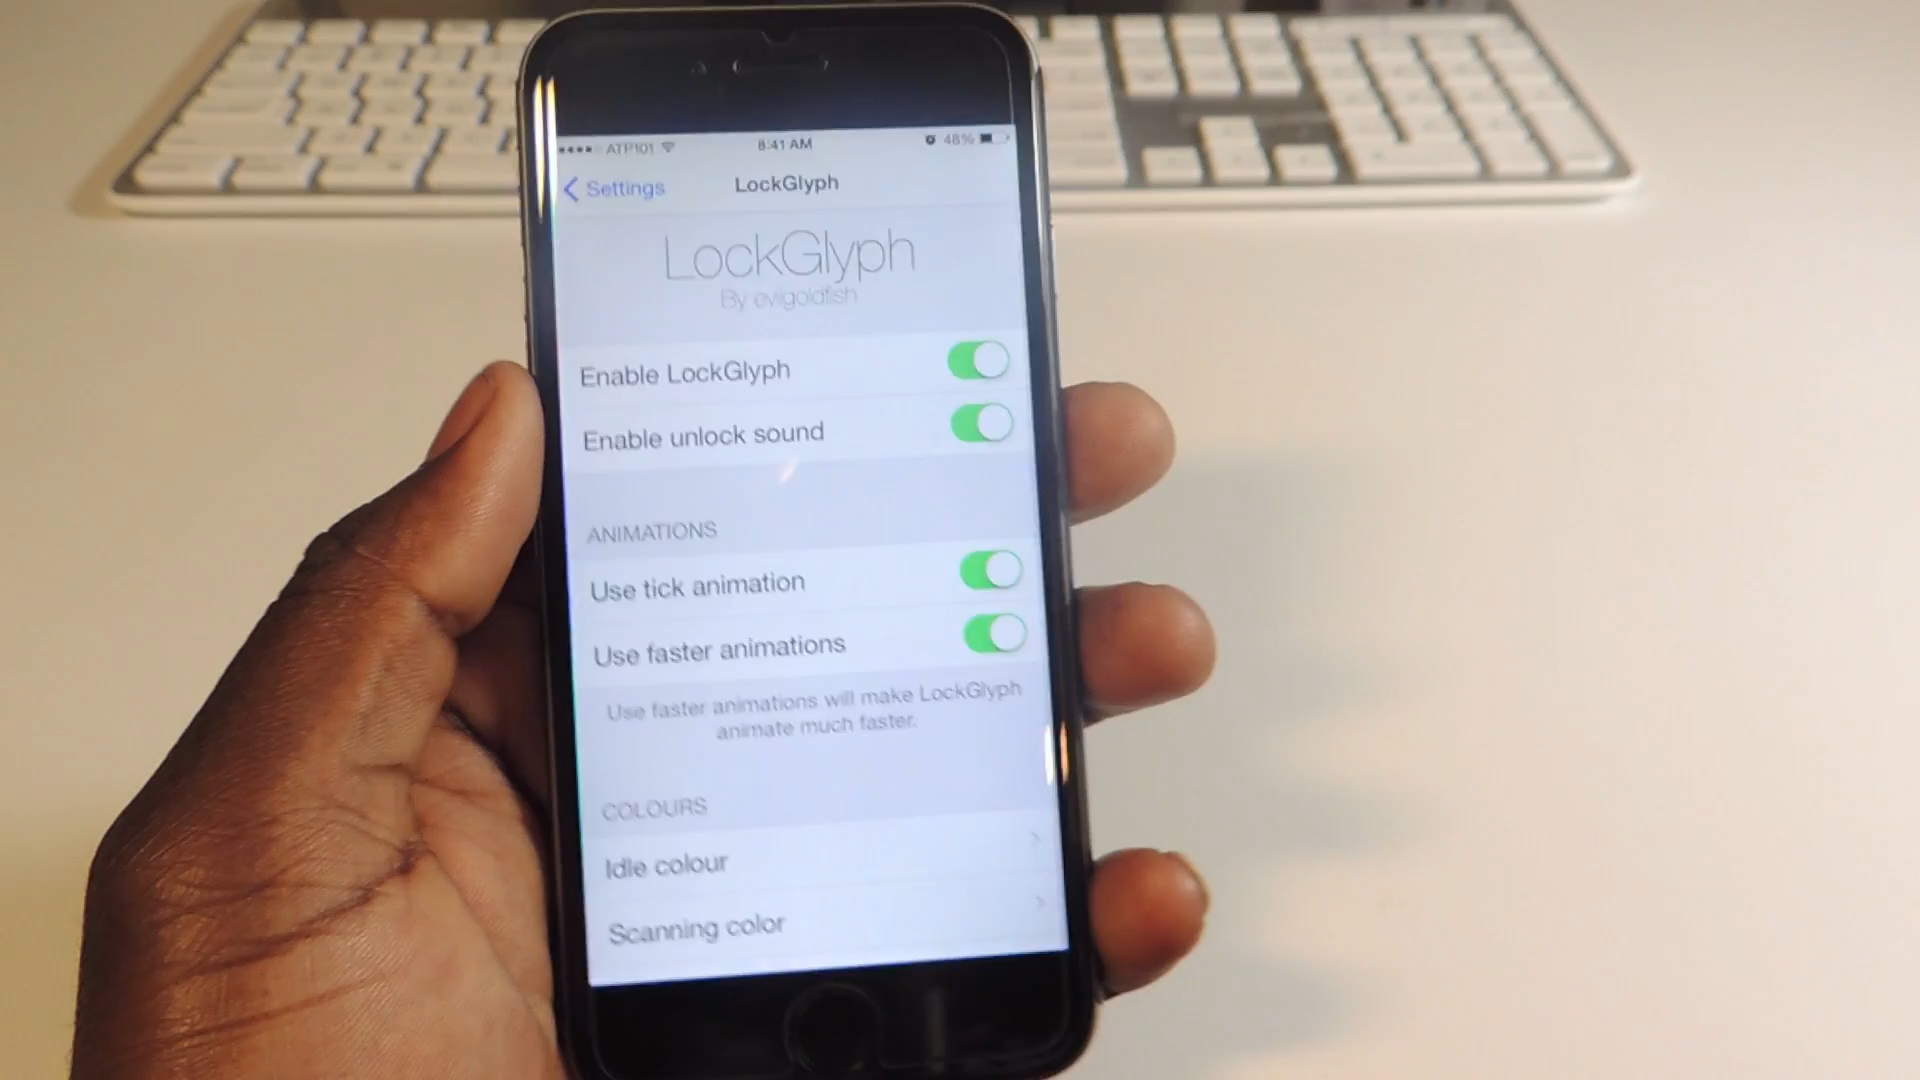 ATP101 8:41 AM 48%
Settings LockGlyph
LockGlyph
By evilgoldfish
Enable LockGlyph
Enable unlock sound
ANIMATIONS
Use tick animation
Use faster animations
Use faster animations will make LockGlyph
animate much faster.
COLOURS
Idle colour
Scanning color